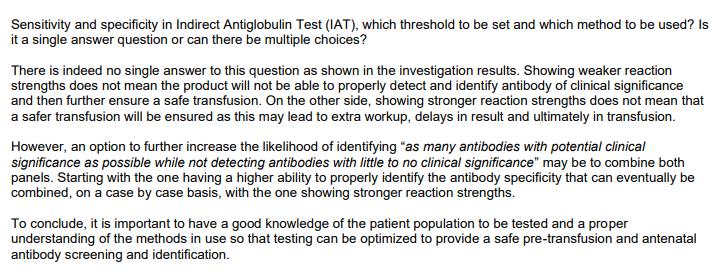 Sensitivity and specificity in Indirect Antiglobulin Test (IAT), which threshold to be set and which method to be used? Is
it a single answer question or can there be multiple choices?
There is indeed no single answer to this question as shown in the investigation results. Showing weaker reaction
strengths does not mean the product will not be able to properly detect and identify antibody of clinical significance
and then further ensure a safe transfusion. On the other side, showing stronger reaction strengths does not mean that
a safer transfusion will be ensured as this may lead to extra workup, delays in result and ultimately in transfusion.
However, an option to further increase the likelihood of identifying “as many antibodies with potential clinical
significance as possible while not detecting antibodies with little to no clinical significance” may be to combine both
panels. Starting with the one having a higher ability to properly identify the antibody specificity that can eventually be
combined, on a case by case basis, with the one showing stronger reaction strengths.
To conclude, it is important to have a good knowledge of the patient population to be tested and a proper
understanding of the methods in use so that testing can be optimized to provide a safe pre-transfusion and antenatal
antibody screening and identification.